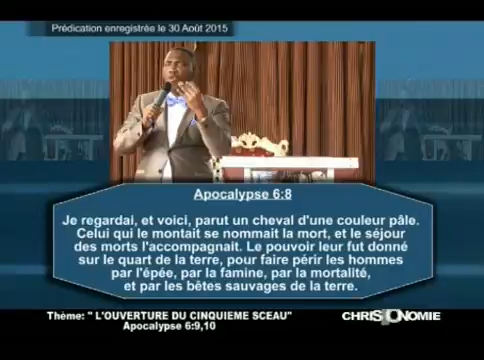 Prédication enregistrée le 30 Août 2015
Apocalypse 6:8
Je regardai, et voici, parut un cheval d'une couleur pâle.
Celui qui le montait se nommait la mort, et le séjour
des morts l'accompagnait. Le pouvoir leur fut donné
sur le quart de la terre, pour faire périr les hommes
par l'épée, par la famine, par la mortalité,
et par les bêtes sauvages de la terre.
Thème: " L'OUVERTURE DU CINQUIEME SCEAU"
Apocalypse 6:9,10
CHRISTONOMIE